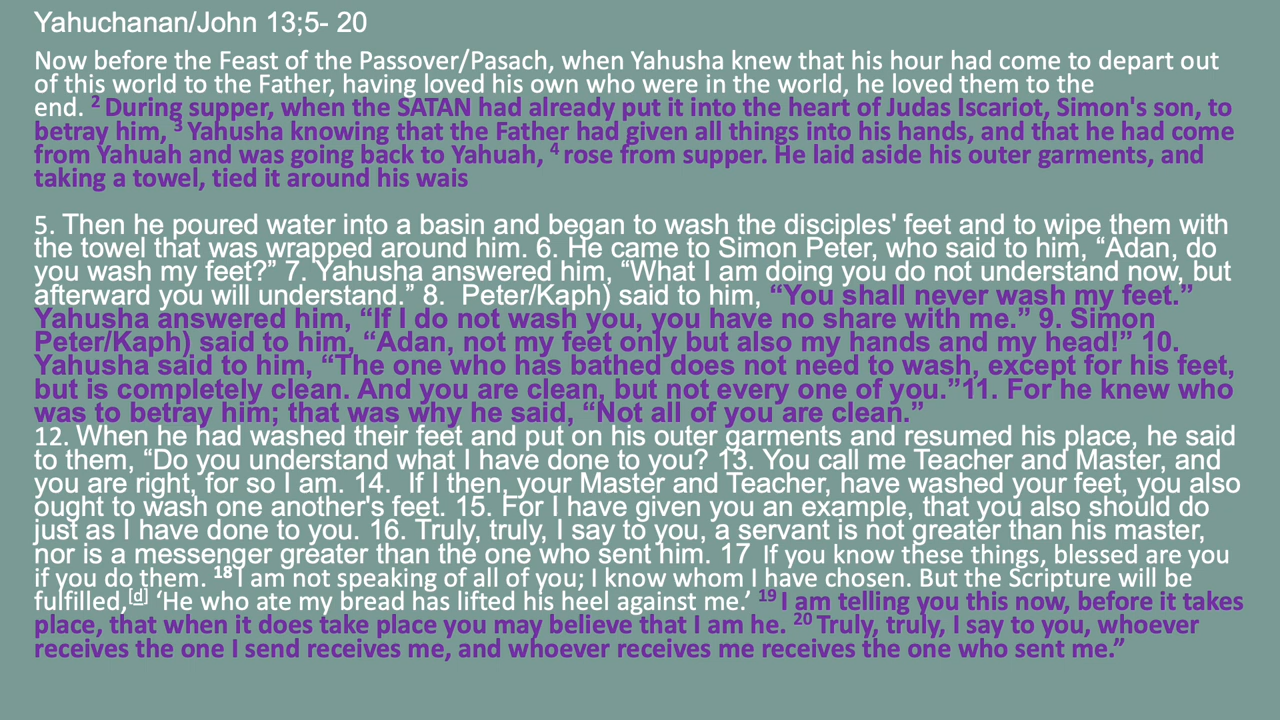 Yahuchanan/John 13;5- 20
Now before the Feast of the Passover/Pasach, when Yahusha knew that his hour had come to depart out
of this world to the Father, having loved his own who were in the world, he loved them to the
end. 2 During supper, when the SATAN had already put it into the heart of Judas Iscariot, Simon's son, to
betray him, 3 Yahusha knowing that the Father had given all things into his hands, and that he had come
from Yahuah and was going back to Yahuah, 4 rose from supper. He laid aside his outer garments, and
taking a towel, tied it around his wais
5. Then he poured water into a basin and began to wash the disciples' feet and to wipe them with
the towel that was wrapped around him. 6. He came to Simon Peter, who said to him, “Adan, do
you wash my feet?” 7. Yahusha answered him, “What I am doing you do not understand now, but
afterward you will understand.” 8.  Peter/Kaph) said to him, “You shall never wash my feet.”
Yahusha answered him, “If I do not wash you, you have no share with me.” 9. Simon
Peter/Kaph) said to him, “Adan, not my feet only but also my hands and my head!” 10.
Yahusha said to him, “The one who has bathed does not need to wash, except for his feet,
but is completely clean. And you are clean, but not every one of you.”11. For he knew who
was to betray him; that was why he said, “Not all of you are clean.”
12. When he had washed their feet and put on his outer garments and resumed his place, he said
to them, “Do you understand what I have done to you? 13. You call me Teacher and Master, and
you are right, for so I am. 14.  If I then, your Master and Teacher, have washed your feet, you also
ought to wash one another's feet. 15. For I have given you an example, that you also should do
just as I have done to you. 16. Truly, truly, I say to you, a servant is not greater than his master,
nor is a messenger greater than the one who sent him. 17  If you know these things, blessed are you
if you do them. 18 I am not speaking of all of you; I know whom I have chosen. But the Scripture will be
fulfilled,[d] ‘He who ate my bread has lifted his heel against me.’ 19 I am telling you this now, before it takes
place, that when it does take place you may believe that I am he. 20 Truly, truly, I say to you, whoever
receives the one I send receives me, and whoever receives me receives the one who sent me.”